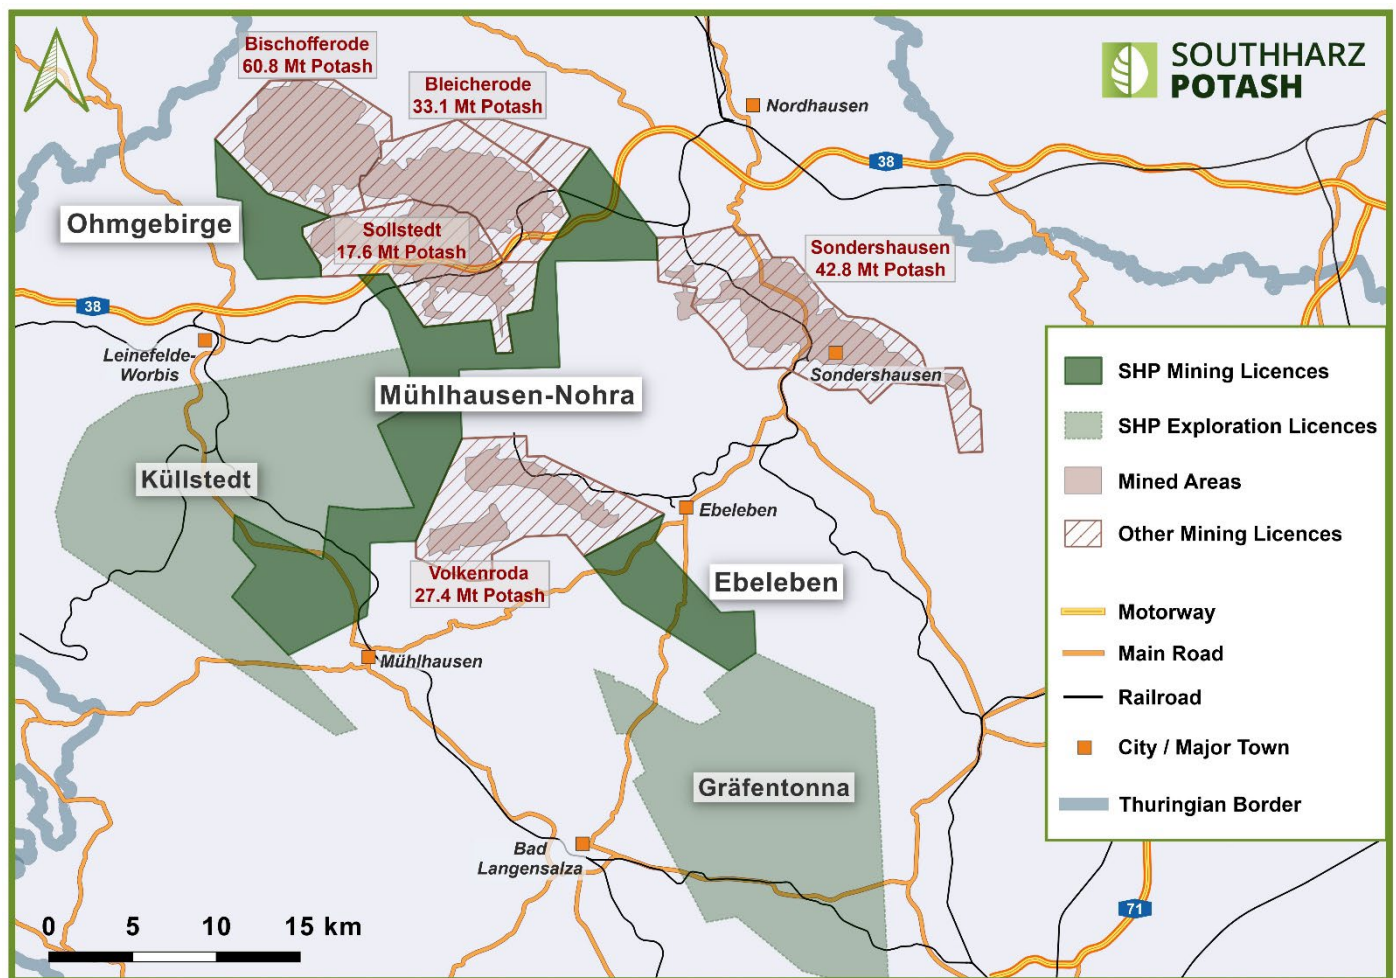 Bischofferode
60.8 Mt Potash
Bleicherode
33.1 Mt Potash
SOUTHHARZ
POTASH
Nordhausen
38
Ohmgebirge
Sollstedt
17.6 Mt Potash
Sondershausen
42.8 Mt Potash
38
Leinefelde-
Worbis
Sondershausen
Mühlhausen-Nohra
Küllstedt
Ebeleben
Volkenroda
27.4 Mt Potash
Ebeleben
Mühlhausen
Gräfentonna
Bad
Langensalza
71
0 5 10 15 km
SHP Mining Licences
SHP Exploration Licences
Mined Areas
Other Mining Licences
Motorway
Main Road
Railroad
City / Major Town
Thuringian Border